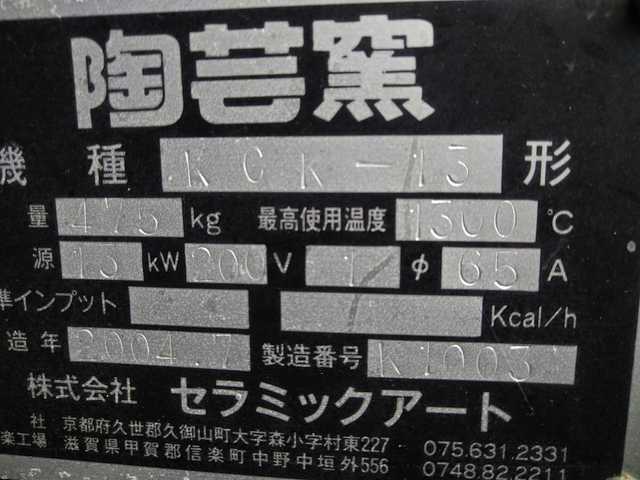 陶芸窯
機種 KCK-13 形
量 475 kg 最高使用温度 1300 ℃
源 13 kW 200 V 1 φ 65 A
準インプット Kcal/h
造年 2004.7 製造番号 K1003
株式会社 セラミックアート
社 京都府久世郡久御山町大字森小字村東227 075.631.2331
楽工場 滋賀県甲賀郡信楽町中野中垣外556 0748.82.2211